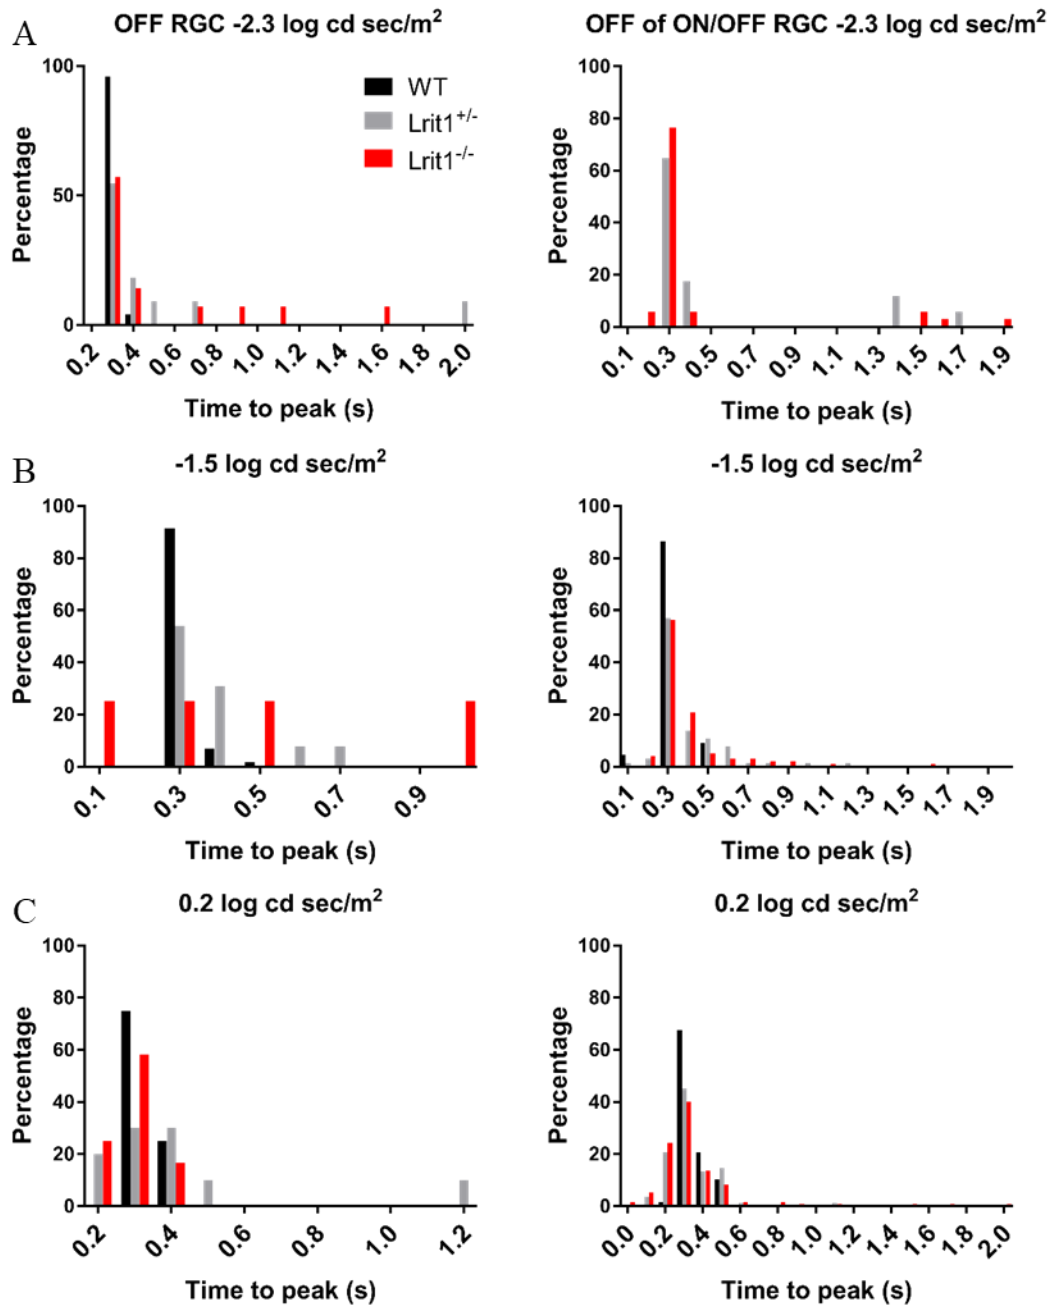 A
OFF RGC -2.3 log cd sec/m²
OFF of ON/OFF RGC -2.3 log cd sec/m²
Percentage
100
50
0
WT
Lrit1+/-
Lrit1-/-
0.2 0.4 0.6 0.8 1.0 1.2 1.4 1.6 1.8 2.0
Time to peak (s)
Percentage
100
80
60
40
20
0
0.1 0.3 0.5 0.7 0.9 1.1 1.3 1.5 1.7 1.9
Time to peak (s)
B
-1.5 log cd sec/m²
-1.5 log cd sec/m²
Percentage
100
80
60
40
20
0
0.1 0.3 0.5 0.7 0.9
Time to peak (s)
Percentage
100
80
60
40
20
0
0.1 0.3 0.5 0.7 0.9 1.1 1.3 1.5 1.7 1.9
Time to peak (s)
C
0.2 log cd sec/m²
0.2 log cd sec/m²
Percentage
100
80
60
40
20
0
0.2 0.4 0.6 0.8 1.0 1.2
Time to peak (s)
Percentage
100
80
60
40
20
0
0.0 0.2 0.4 0.6 0.8 1.0 1.2 1.4 1.6 1.8 2.0
Time to peak (s)